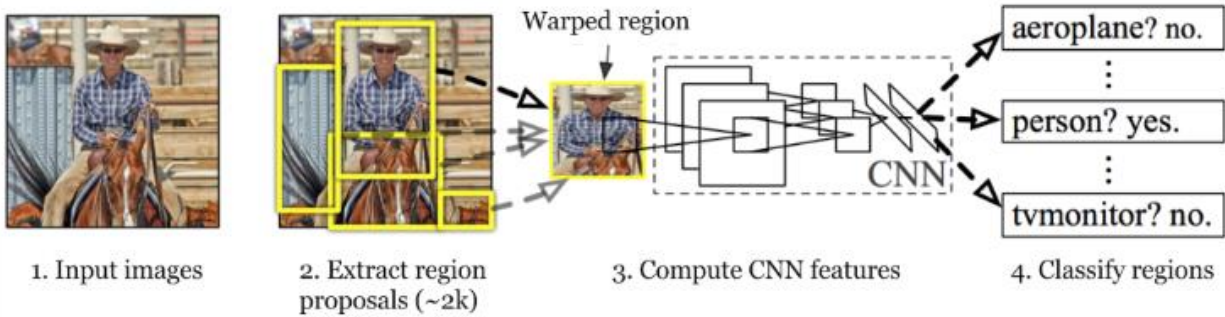 Warped region
aeroplane? no.
person? yes.
CNN
tvmonitor? no.
1. Input images
2. Extract region
proposals (~2k)
3. Compute CNN features
4. Classify regions